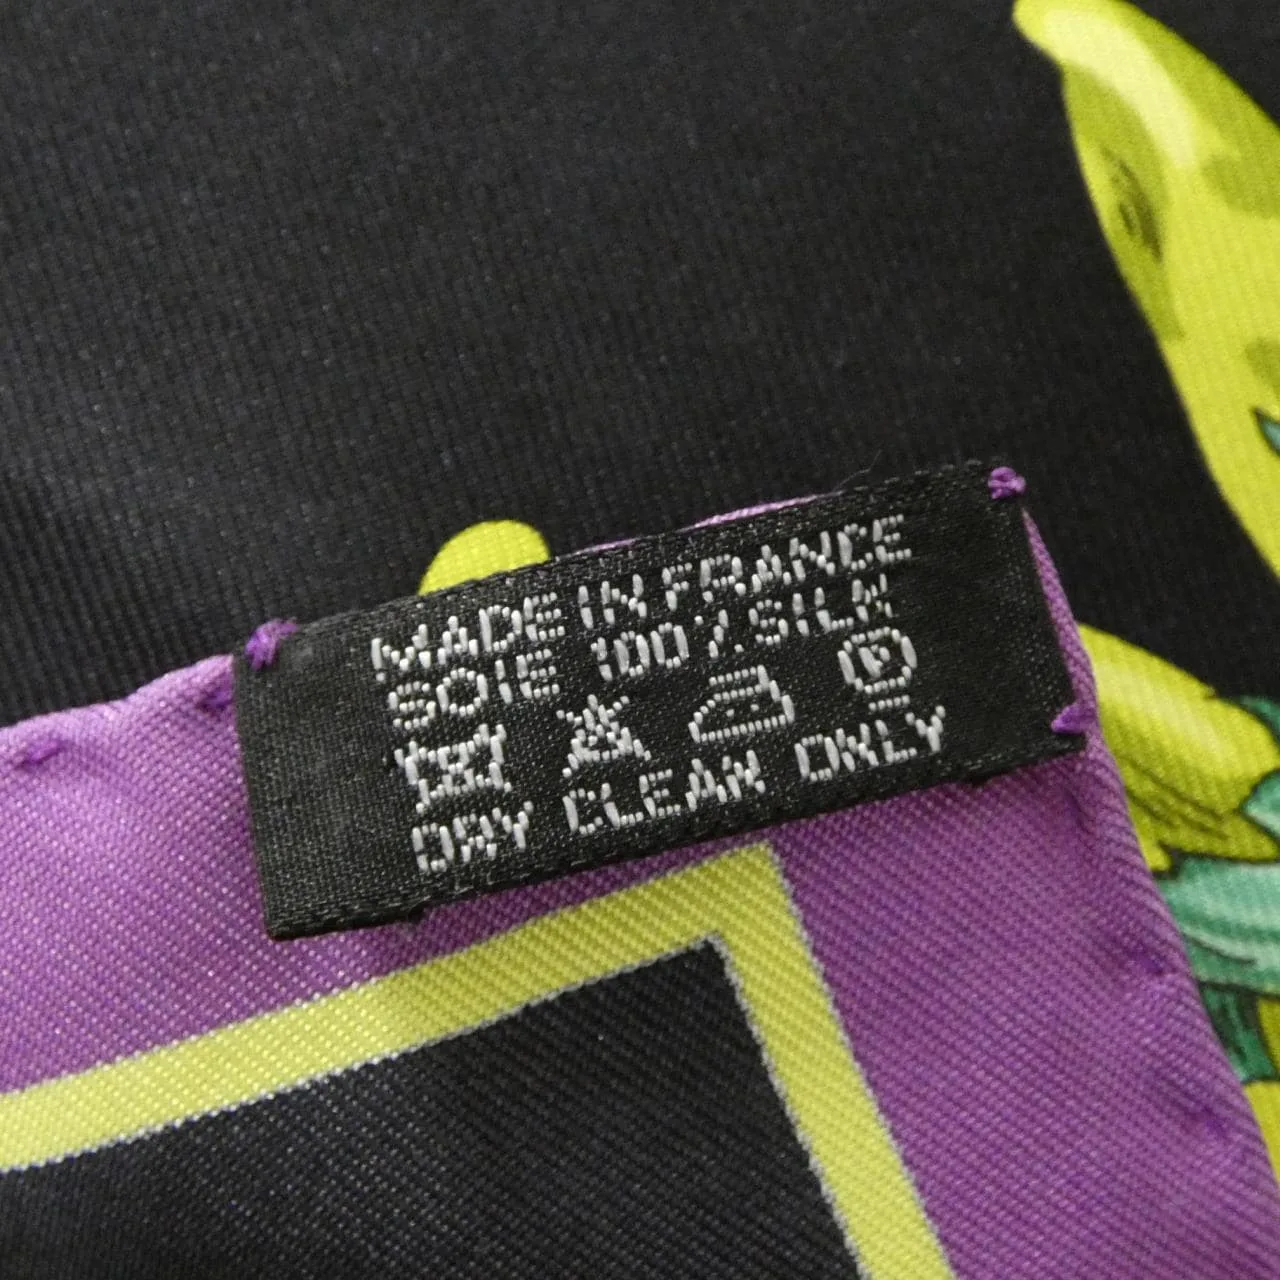 MADE IN FRANCE
SOIE 100% SILK
P
DRY CLEAN ONLY